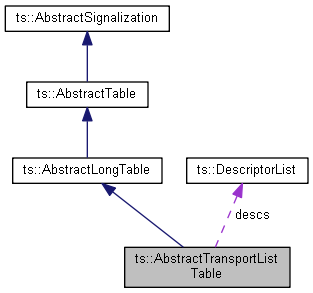 ts::AbstractSignalization
ts::AbstractTable
ts::AbstractLongTable
ts::DescriptorList
descs
ts::AbstractTransportList
Table